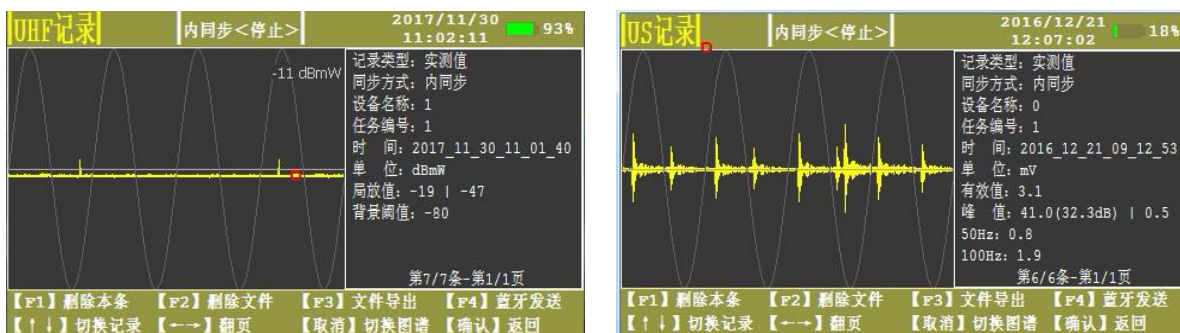 UHF记录
内同步<停止>
2017/11/30
11:02:11
93%
-11 dBmW
记录类型: 实测值
同步方式: 内同步
设备名称: 1
任务编号: 1
时 间: 2017_11_30_11_01_40
单 位: dBmW
局放值: -19 | -47
背景阈值: -80
第7/7条-第1/1页
【F1】删除本条 【F2】删除文件 【F3】文件导出 【F4】蓝牙发送
【↑↓】切换记录 【←→】翻页 【取消】切换图谱 【确认】返回
US记录
内同步<停止>
2016/12/21
12:07:02
18%
记录类型: 实测值
同步方式: 内同步
设备名称: 0
任务编号: 1
时 间: 2016_12_21_09_12_53
单 位: mV
有效值: 3.1
峰 值: 41.0(32.3dB) | 0.5
50Hz: 0.8
100Hz: 1.9
第6/6条-第1/1页
【F1】删除本条 【F2】删除文件 【F3】文件导出 【F4】蓝牙发送
【↑↓】切换记录 【←→】翻页 【取消】切换图谱 【确认】返回